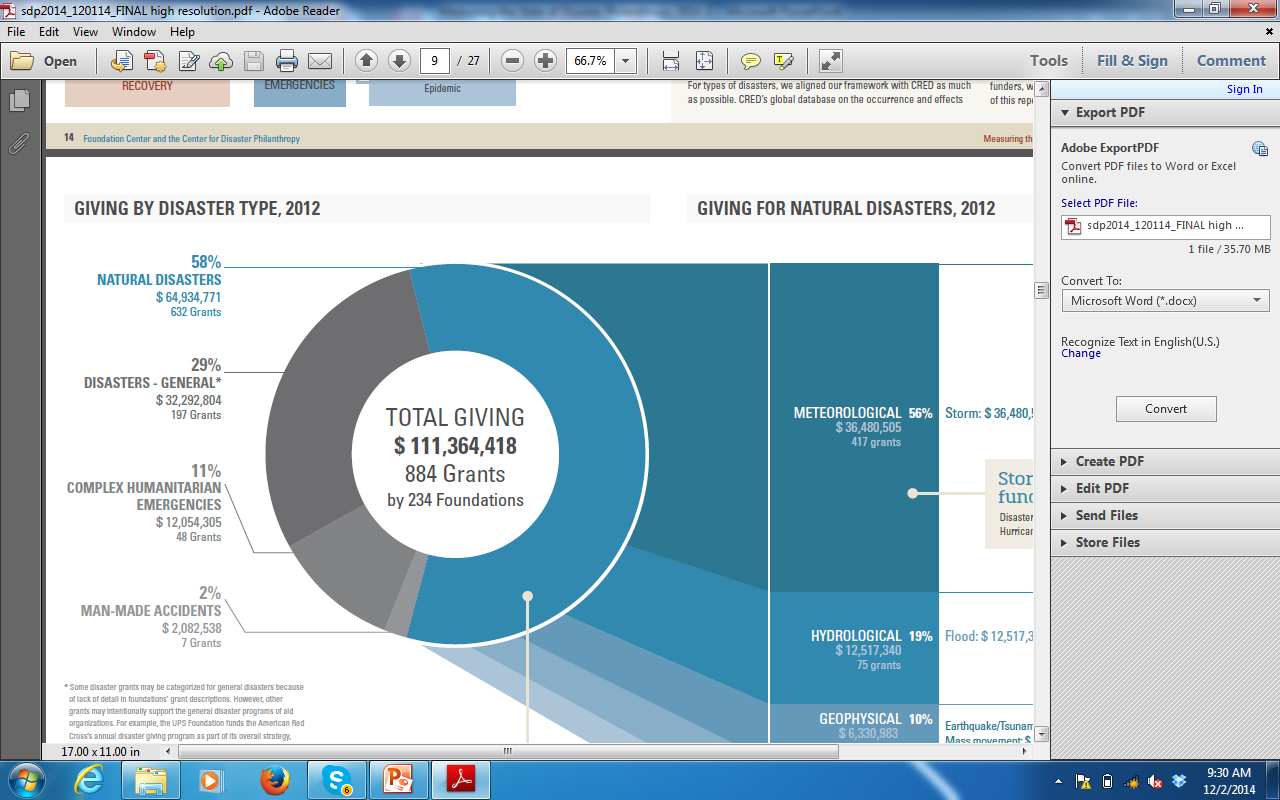 sdp2014_120114_FINAL high resolution.pdf - Adobe Reader
File Edit View Window Help
Open
9 / 27
66.7%
Tools
Fill & Sign
Comment
Sign In
RECOVERY
EMERGENCIES
Epidemic
For types of disasters, we aligned our framework with CRED as much
as possible. CRED's global database on the occurrence and effects
funders, w
of this repo
14 Foundation Center and the Center for Disaster Philanthropy
Measuring th
GIVING BY DISASTER TYPE, 2012
58%
NATURAL DISASTERS
$ 64,934,771
632 Grants
29%
DISASTERS - GENERAL*
$ 32,292,804
197 Grants
11%
COMPLEX HUMANITARIAN
EMERGENCIES
$ 12,054,305
48 Grants
2%
MAN-MADE ACCIDENTS
$ 2,082,538
7 Grants
TOTAL GIVING
$ 111,364,418
884 Grants
by 234 Foundations
* Some disaster grants may be categorized for general disasters because
of lack of detail in foundations' grant descriptions. However, other
grants may intentionally support the general disaster programs of aid
organizations. For example, the UPS Foundation funds the American Red
Cross's annual disaster giving program as part of its overall strategy,
GIVING FOR NATURAL DISASTERS, 2012
METEOROLOGICAL 56%
$ 36,480,505
417 grants
Storm: $ 36,480,5
Stor
func
Disaster
Hurrican
HYDROLOGICAL 19%
$ 12,517,340
75 grants
Flood: $ 12,517,3
GEOPHYSICAL 10%
$ 6,330,983
Earthquake/Tsunam
Mass movement: $
17.00 x 11.00 in
Export PDF
Adobe ExportPDF
Convert PDF files to Word or Excel
online.
Select PDF File:
sdp2014_120114_FINAL high ...
1 file / 35.70 MB
Convert To:
Microsoft Word (*.docx)
Recognize Text in English(U.S.)
Change
Convert
Create PDF
Edit PDF
Send Files
Store Files
6
9:30 AM
12/2/2014